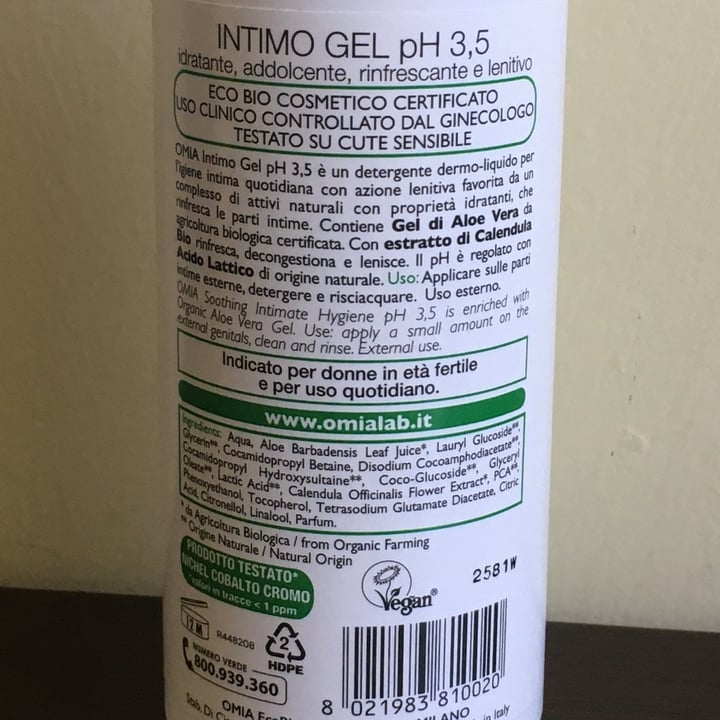 INTIMO GEL pH 3,5
idratante, addolcente, rinfrescante e lenitivo
ECO BIO COSMETICO CERTIFICATO
USO CLINICO CONTROLLATO DAL GINECOLOGO
TESTATO SU CUTE SENSIBILE
OMIA Intimo Gel pH 3,5 è un detergente dermo-liquido per
l'igiene intima quotidiana con azione lenitiva favorita da un
complesso di attivi naturali con proprietà idratanti, che
rinfresca le parti intime. Contiene Gel di Aloe Vera da
agricoltura biologica certificata. Con estratto di Calendula
Bio rinfresca, decongestiona e lenisce. Il pH è regolato con
Acido Lattico di origine naturale. Uso: Applicare sulle parti
intime esterne, detergere e risciacquare. Uso esterno.
OMIA Soothing Intimate Hygiene pH 3,5 is enriched with
Organic Aloe Vera Gel. Use: apply a small amount on the
external genitals, clean and rinse. External use.
Indicato per donne in età fertile
e per uso quotidiano.
www.omialab.it
Ingredients: Aqua, Aloe Barbadensis Leaf Juice*, Lauryl Glucoside**,
Glycerin**, Cocamidopropyl Betaine, Disodium Cocoamphodiacetate**,
Cocamidopropyl Hydroxysultaine**, Coco-Glucoside**, Glyceryl
Oleate**, Lactic Acid**, Calendula Officinalis Flower Extract*, PCA**,
Phenoxyethanol, Tocopherol, Tetrasodium Glutamate Diacetate, Citric
Acid, Citronellol, Linalool, Parfum.
* da Agricoltura Biologica / from Organic Farming
** Origine Naturale / Natural Origin
PRODOTTO TESTATO*
NICHEL COBALTO CROMO
*valori in tracce < 1 ppm
Vegan®
2581W
12 M
R448208
2
HDPE
NUMERO VERDE
800.939.360
8 021983 810020
OMIA
MILANO
Stab. Di
in Italy